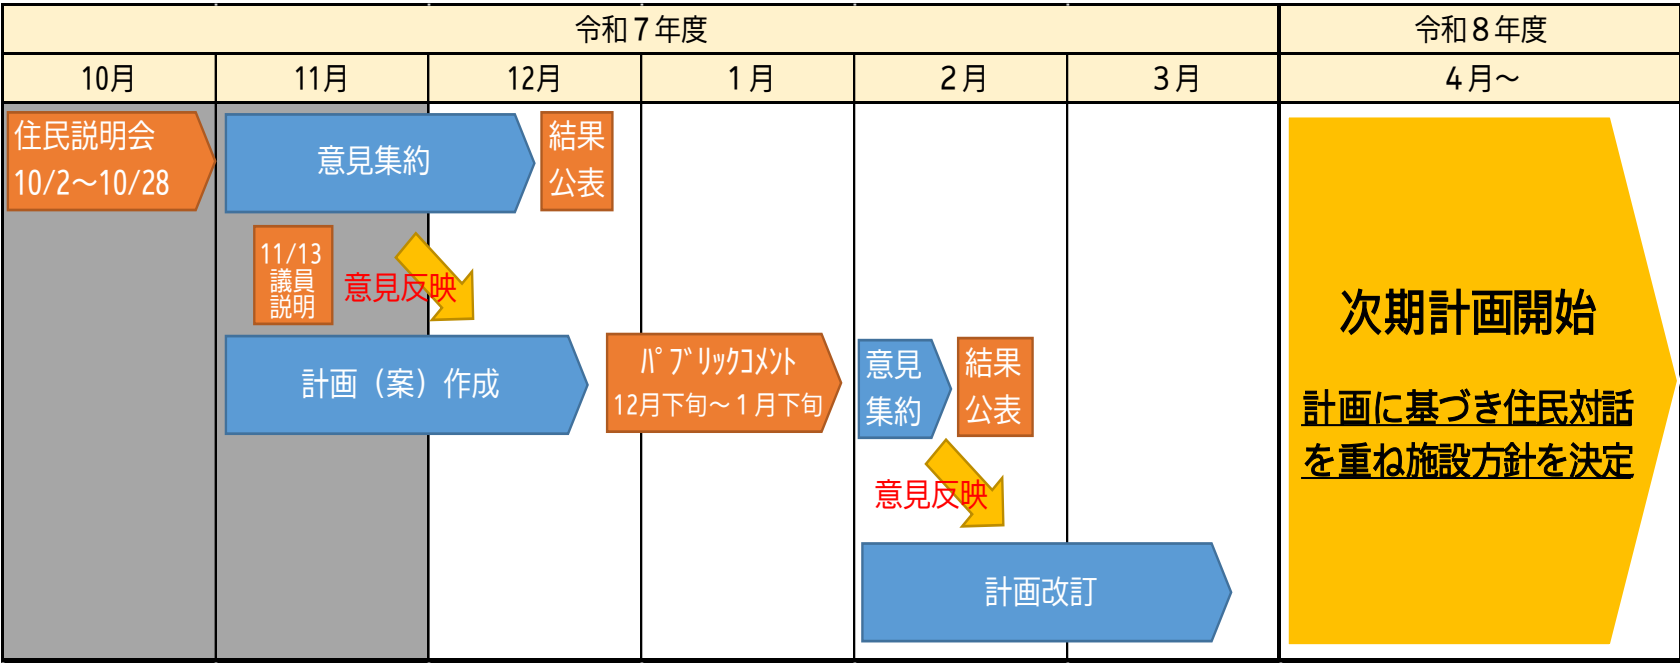 令和７年度
令和８年度
10月
11月
12月
１月
２月
３月
４月～
住民説明会
10/2～10/28
意見集約
結果
公表
11/13
議員
説明
意見反映
計画（案）作成
ﾊﾟﾌﾞﾘｯｸｺﾒﾝﾄ
12月下旬～１月下旬
意見
集約
結果
公表
意見反映
計画改訂
次期計画開始
計画に基づき住民対話
を重ね施設方針を決定